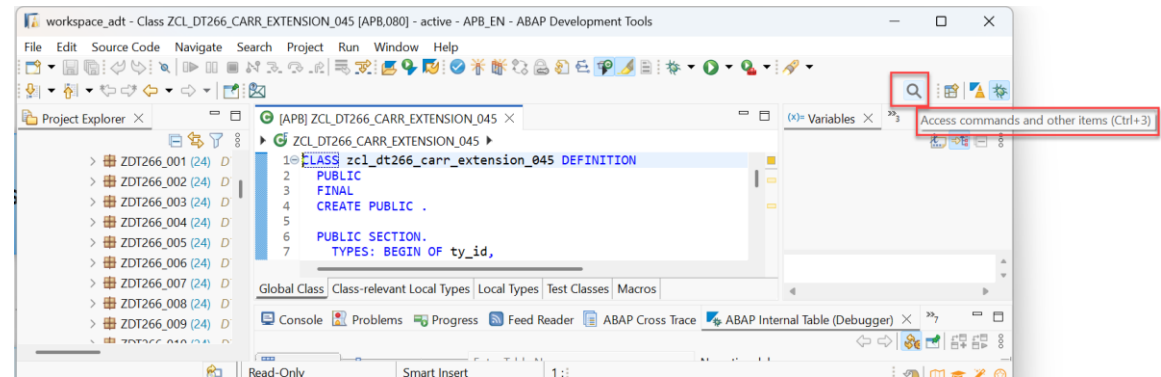 workspace_adt - Class ZCL_DT266_CARR_EXTENSION_045 [APB,080] - active - APB_EN - ABAP Development Tools
File Edit Source Code Navigate Search Project Run Window Help
Access commands and other items (Ctrl+3)
Project Explorer
ZDT266_001 (24) D
ZDT266_002 (24) D
ZDT266_003 (24) D
ZDT266_004 (24) D
ZDT266_005 (24) D
ZDT266_006 (24) D
ZDT266_007 (24) D
ZDT266_008 (24) D
ZDT266_009 (24) D
[APB] ZCL_DT266_CARR_EXTENSION_045
ZCL_DT266_CARR_EXTENSION_045
1 CLASS zcl_dt266_carr_extension_045 DEFINITION
2 PUBLIC
3 FINAL
4 CREATE PUBLIC .
5
6 PUBLIC SECTION.
7 TYPES: BEGIN OF ty_id,
Global Class Class-relevant Local Types Local Types Test Classes Macros
(x)= Variables »3
Console Problems Progress Feed Reader ABAP Cross Trace ABAP Internal Table (Debugger) »7
Read-Only Smart Insert 1 :